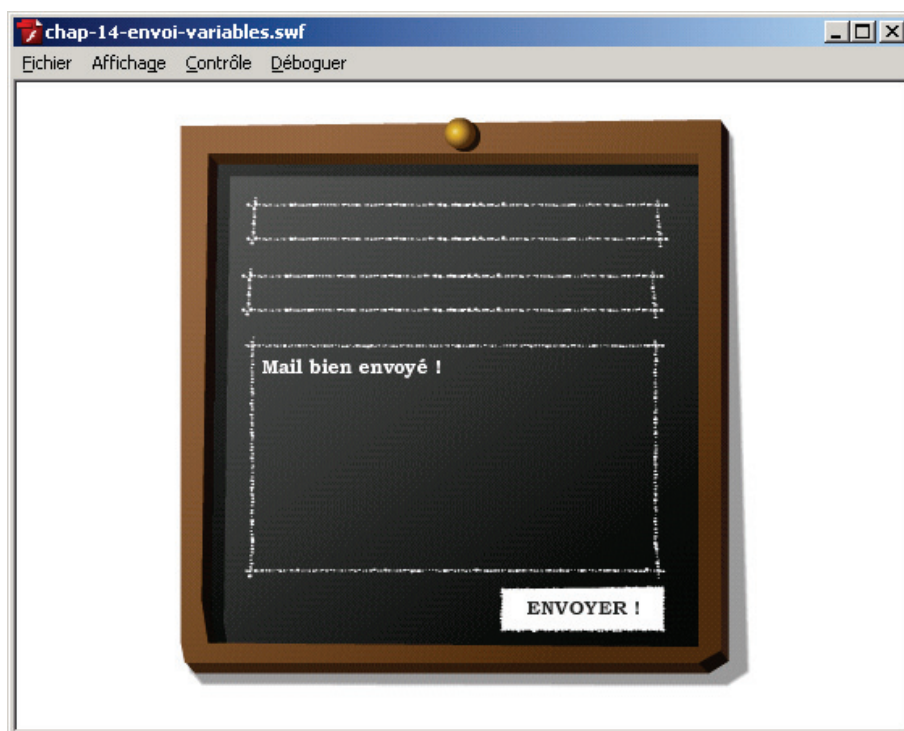 chap-14-envoi-variables.swf
Fichier Affichage Contrôle Déboguer
Mail bien envoyé !
ENVOYER !